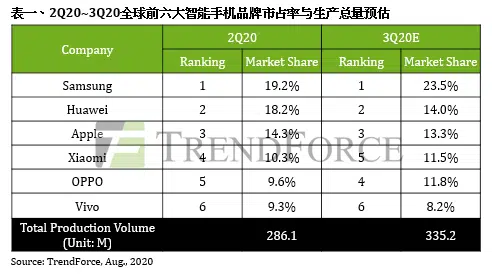 表一、2Q20~3Q20全球前六大智能手机品牌市占率与生产总量预估
Company 2Q20 3Q20E
Ranking Market Share Ranking Market Share
Samsung 1 19.2% 1 23.5%
Huawei 2 18.2% 2 14.0%
Apple 3 14.3% 3 13.3%
Xiaomi 4 10.3% 5 11.5%
OPPO 5 9.6% 4 11.8%
Vivo 6 9.3% 6 8.2%
Total Production Volume
(Unit: M) 286.1 335.2
Source: TrendForce, Aug., 2020
TRENDFORCE